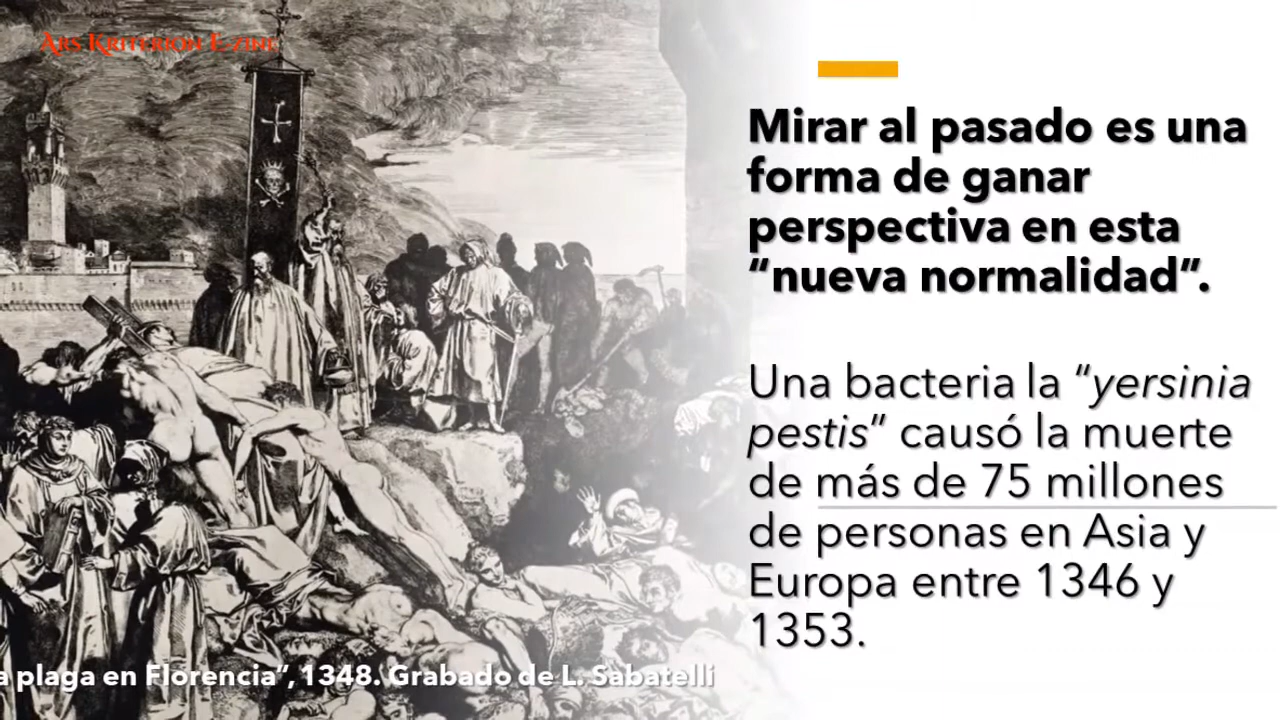 ARS KRITERION E-ZINE
Mirar al pasado es una
forma de ganar
perspectiva en esta
“nueva normalidad”.
Una bacteria la “yersinia
pestis” causó la muerte
de más de 75 millones
de personas en Asia y
Europa entre 1346 y
1353.
a plaga en Florencia”, 1348. Grabado de L. Sabatelli